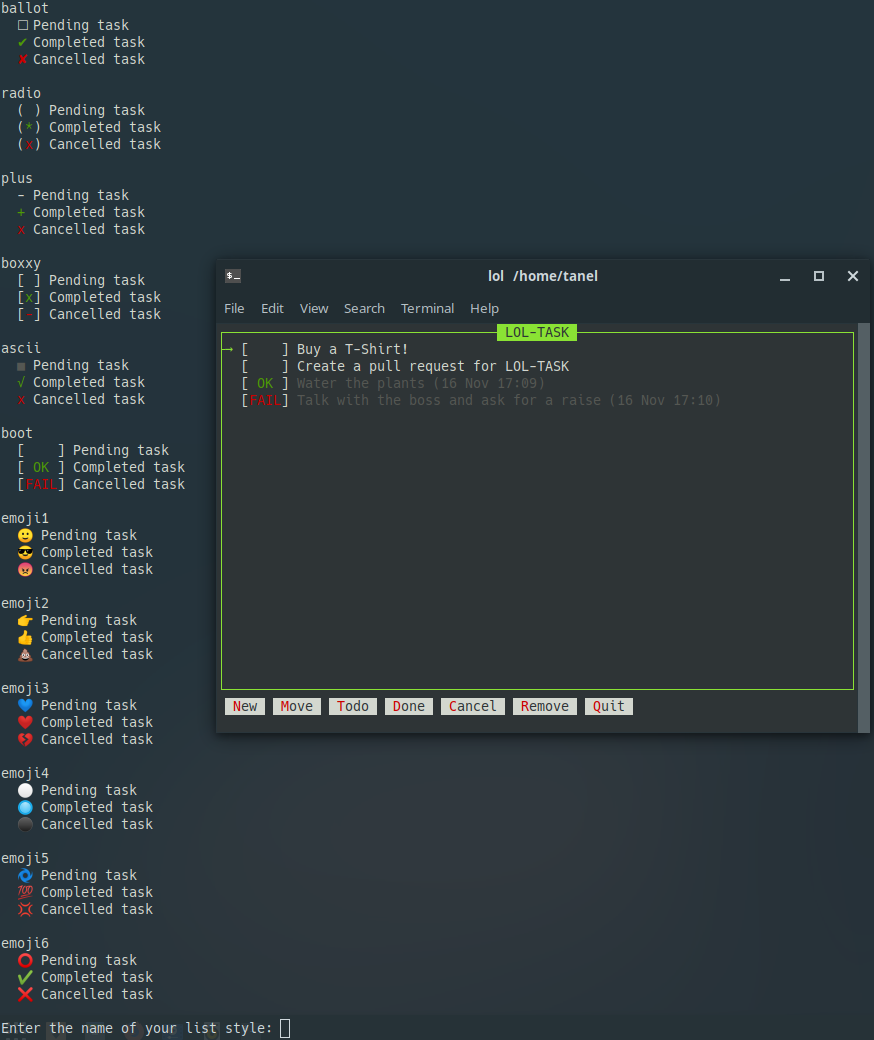 ballot
☐ Pending task
✔ Completed task
✘ Cancelled task
radio
( ) Pending task
(*) Completed task
(x) Cancelled task
plus
- Pending task
+ Completed task
x Cancelled task
boxxy
[ ] Pending task
[x] Completed task
[-] Cancelled task
ascii
■ Pending task
√ Completed task
x Cancelled task
boot
[    ] Pending task
[ OK ] Completed task
[FAIL] Cancelled task
emoji1
🙂 Pending task
😎 Completed task
😡 Cancelled task
emoji2
👉 Pending task
👍 Completed task
💩 Cancelled task
emoji3
💙 Pending task
❤️ Completed task
💔 Cancelled task
emoji4
⚪ Pending task
🔵 Completed task
⚫ Cancelled task
emoji5
🌀 Pending task
💯 Completed task
💢 Cancelled task
emoji6
⭕ Pending task
✅ Completed task
❌ Cancelled task
Enter the name of your list style:
$_ lol /home/tanel
File Edit View Search Terminal Help
LOL-TASK
→ [    ] Buy a T-Shirt!
[    ] Create a pull request for LOL-TASK
[ OK ] Water the plants (16 Nov 17:09)
[FAIL] Talk with the boss and ask for a raise (16 Nov 17:10)
New Move Todo Done Cancel Remove Quit